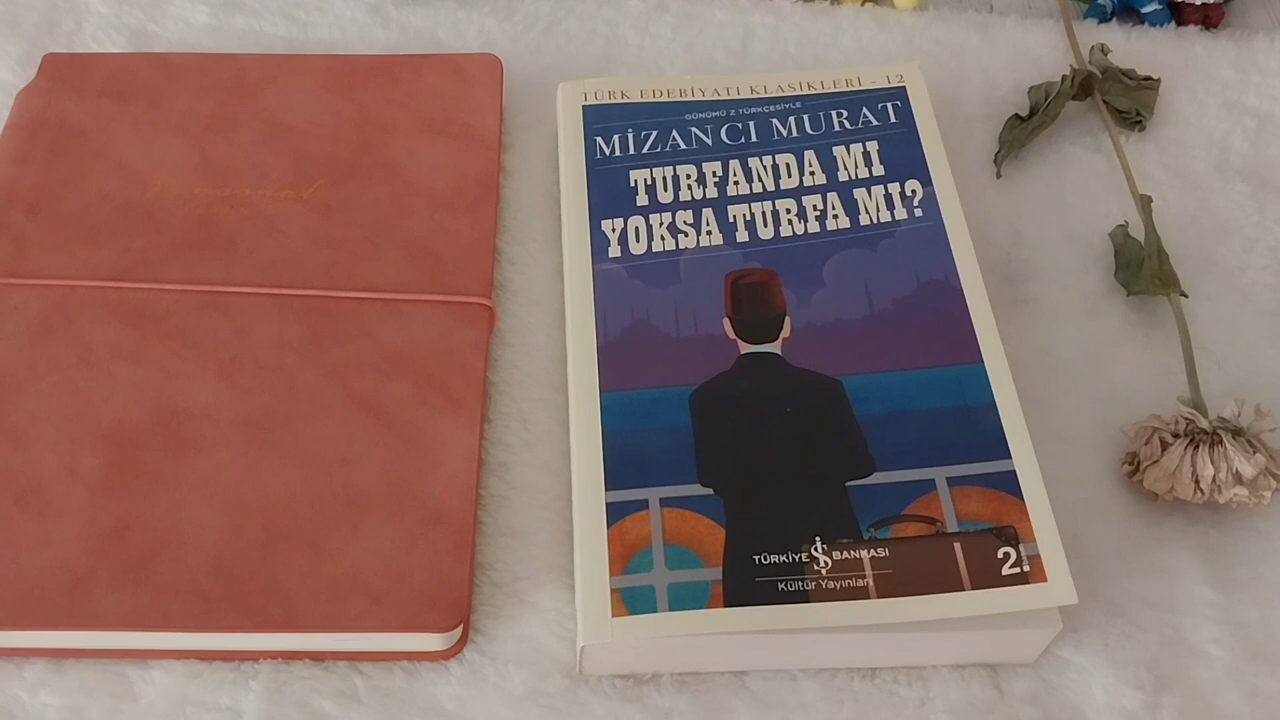 TÜRK EDEBİYATI KLASİKLERİ - 12
GÜNÜMÜZ TÜRKÇESİYLE
MİZANCI MURAT
TURFANDA MI
YOKSA TURFA MI?
TÜRKİYE İŞ BANKASI
Kültür Yayınları
2.